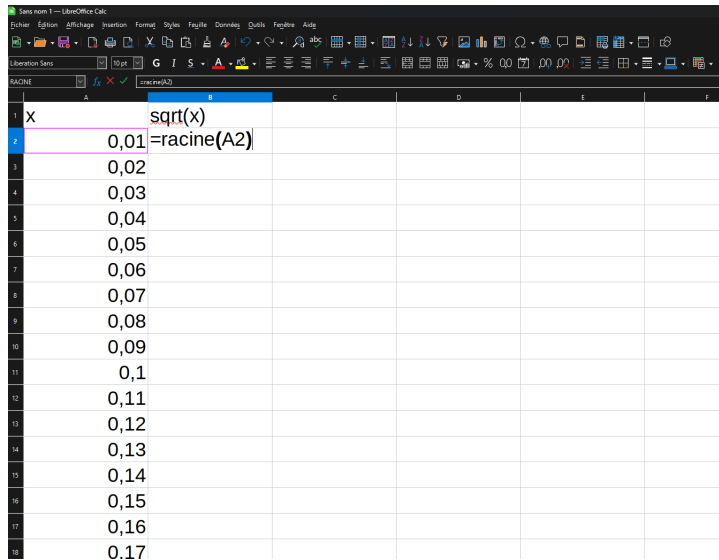 Sans nom 1 — LibreOffice Calc
Fichier Édition Affichage Insertion Format Styles Feuille Données Outils Fenêtre Aide
Liberation Sans 10 pt G I S A
RACINE fx =racine(A2)
A B C D E F
1 x sqrt(x)
2 0,01 =racine(A2)
3 0,02
4 0,03
5 0,04
6 0,05
7 0,06
8 0,07
9 0,08
10 0,09
11 0,1
12 0,11
13 0,12
14 0,13
15 0,14
16 0,15
17 0,16
18 0,17